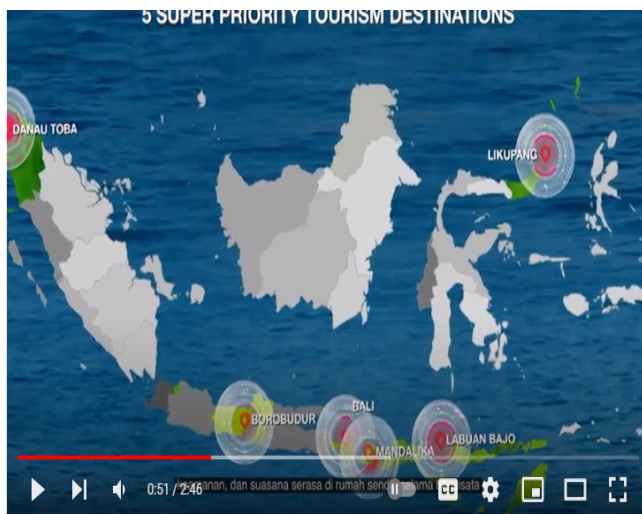 5 SUPER PRIORITY TOURISM DESTINATIONS
DANAU TOBA
LIKUPANG
BOROBUDUR
BALI
MANDALIKA
LABUAN BAJO
dan suasana serasa di rumah selama
0:51 / 2:46
CC